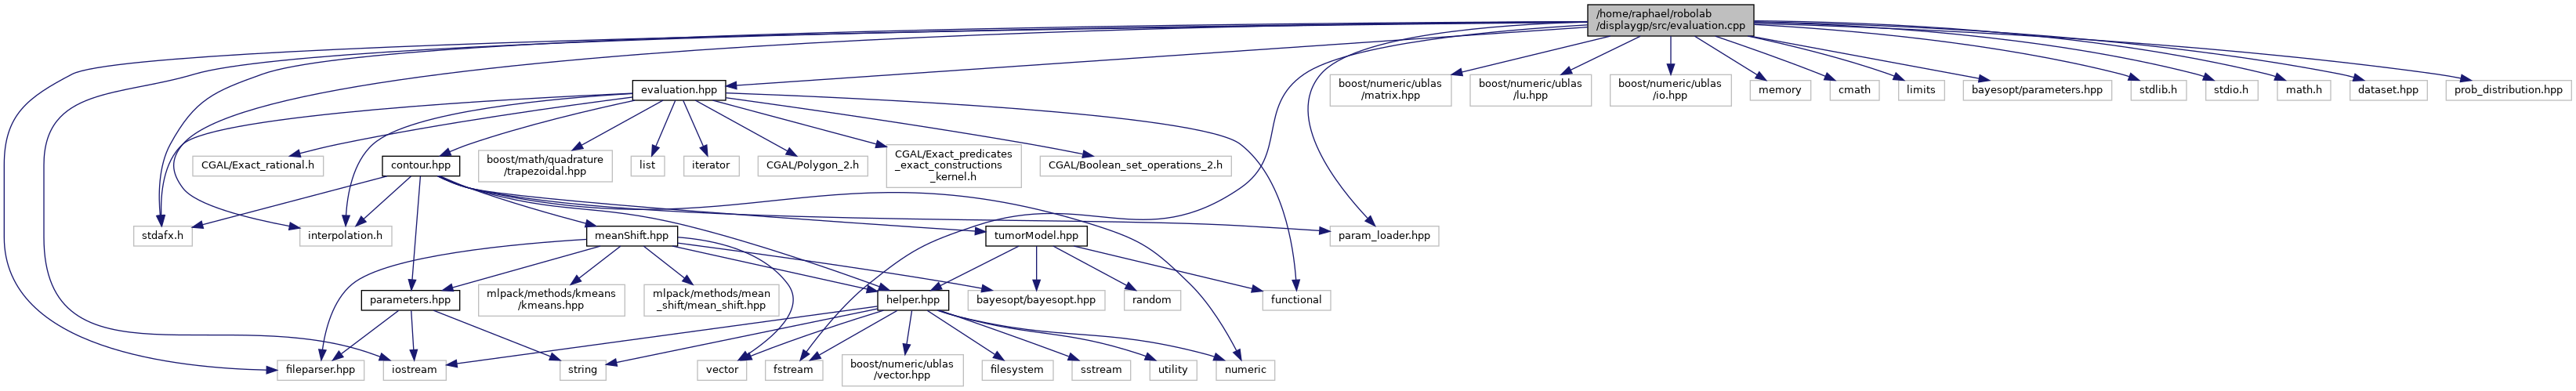 /home/raphael/robolab
/displaygp/src/evaluation.cpp
evaluation.hpp
boost/numeric/ublas
/matrix.hpp
boost/numeric/ublas
/lu.hpp
boost/numeric/ublas
/io.hpp
memory
cmath
limits
bayesopt/parameters.hpp
stdlib.h
stdio.h
math.h
dataset.hpp
prob_distribution.hpp
CGAL/Exact_rational.h
contour.hpp
boost/math/quadrature
/trapezoidal.hpp
list
iterator
CGAL/Polygon_2.h
CGAL/Exact_predicates
_exact_constructions
_kernel.h
CGAL/Boolean_set_operations_2.h
stdafx.h
interpolation.h
meanShift.hpp
tumorModel.hpp
param_loader.hpp
parameters.hpp
mlpack/methods/kmeans
/kmeans.hpp
mlpack/methods/mean
_shift/mean_shift.hpp
helper.hpp
bayesopt/bayesopt.hpp
random
functional
fileparser.hpp
iostream
string
vector
fstream
boost/numeric/ublas
/vector.hpp
filesystem
sstream
utility
numeric